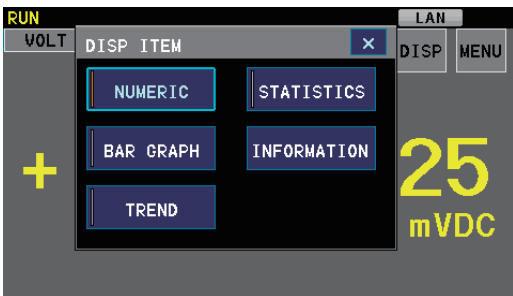 RUN LAN
VOLT DISP MENU
DISP ITEM ×
NUMERIC STATISTICS
BAR GRAPH INFORMATION
TREND
+ 25
mVDC